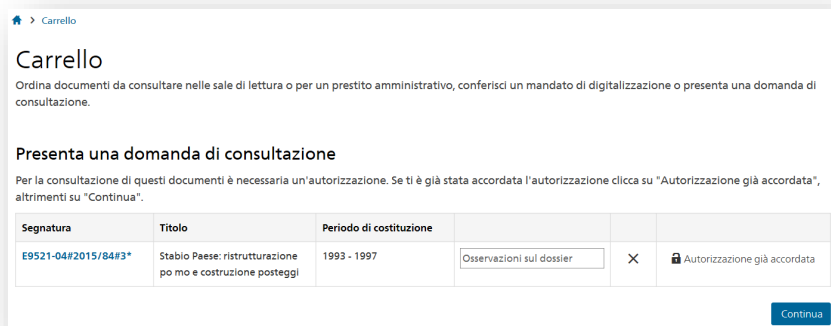 > Carrello
Carrello
Ordina documenti da consultare nelle sale di lettura o per un prestito amministrativo, conferisci un mandato di digitalizzazione o presenta una domanda di
consultazione.
Presenta una domanda di consultazione
Per la consultazione di questi documenti è necessaria un'autorizzazione. Se ti è già stata accordata l'autorizzazione clicca su "Autorizzazione già accordata",
altrimenti su "Continua".
Segnatura Titolo Periodo di costituzione
E9521-04#2015/84#3* Stabio Paese: ristrutturazione 1993 - 1997 Osservazioni sul dossier Autorizzazione già accordata
po mo e costruzione posteggi
Continua